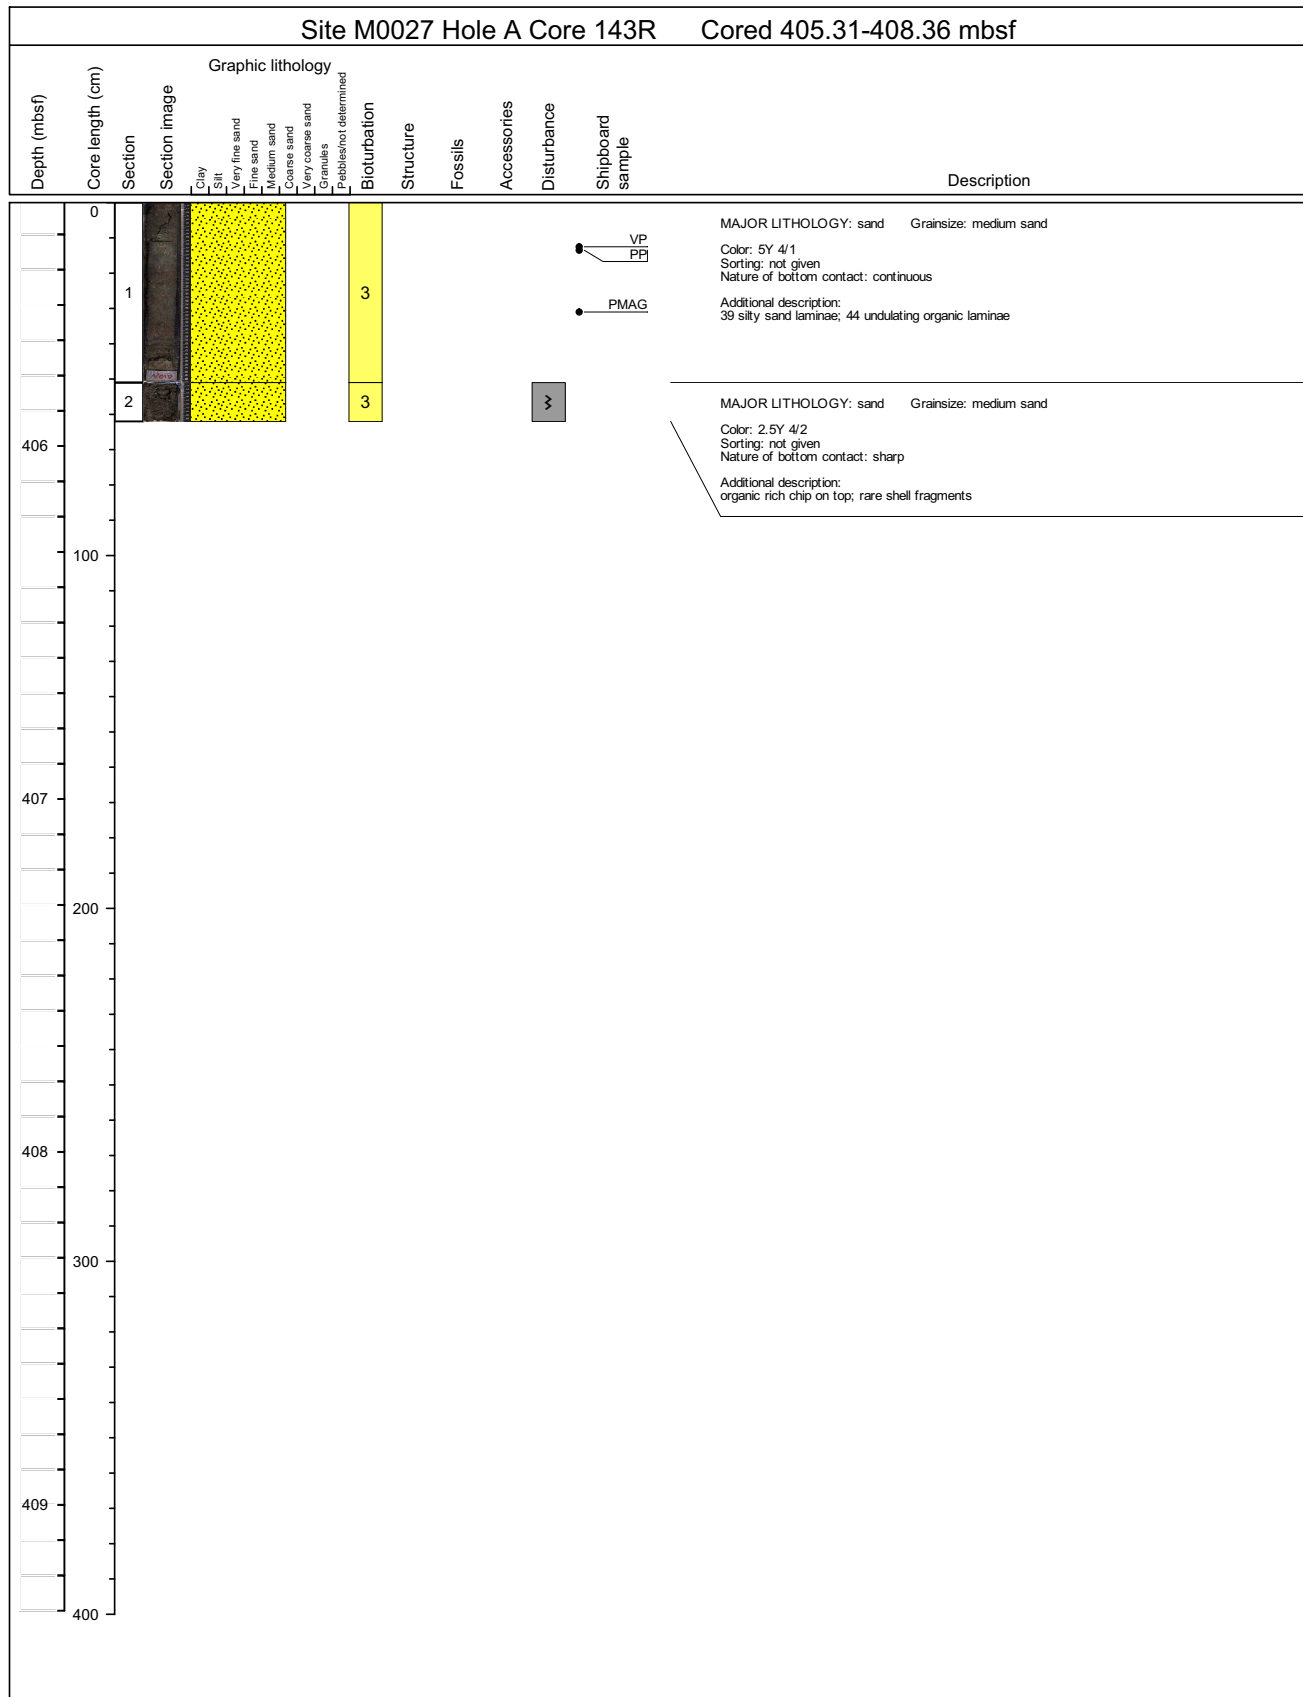 Site M0027 Hole A Core 143R Cored 405.31-408.36 mbsf
Depth (mbsf)
Core length (cm)
Section
Section image
Graphic lithology
Clay
Silt
Very fine sand
Fine sand
Medium sand
Coarse sand
Very coarse sand
Granules
Pebbles/not determined
Bioturbation
Structure
Fossils
Accessories
Disturbance
Shipboard
sample
Description
0
1
3
VP
PP
PMAG
MAJOR LITHOLOGY: sand Grainsize: medium sand
Color: 5Y 4/1
Sorting: not given
Nature of bottom contact: continuous
Additional description:
39 silty sand laminae; 44 undulating organic laminae
2
3
MAJOR LITHOLOGY: sand Grainsize: medium sand
Color: 2.5Y 4/2
Sorting: not given
Nature of bottom contact: sharp
Additional description:
organic rich chip on top; rare shell fragments
406
100
407
200
408
300
409
400